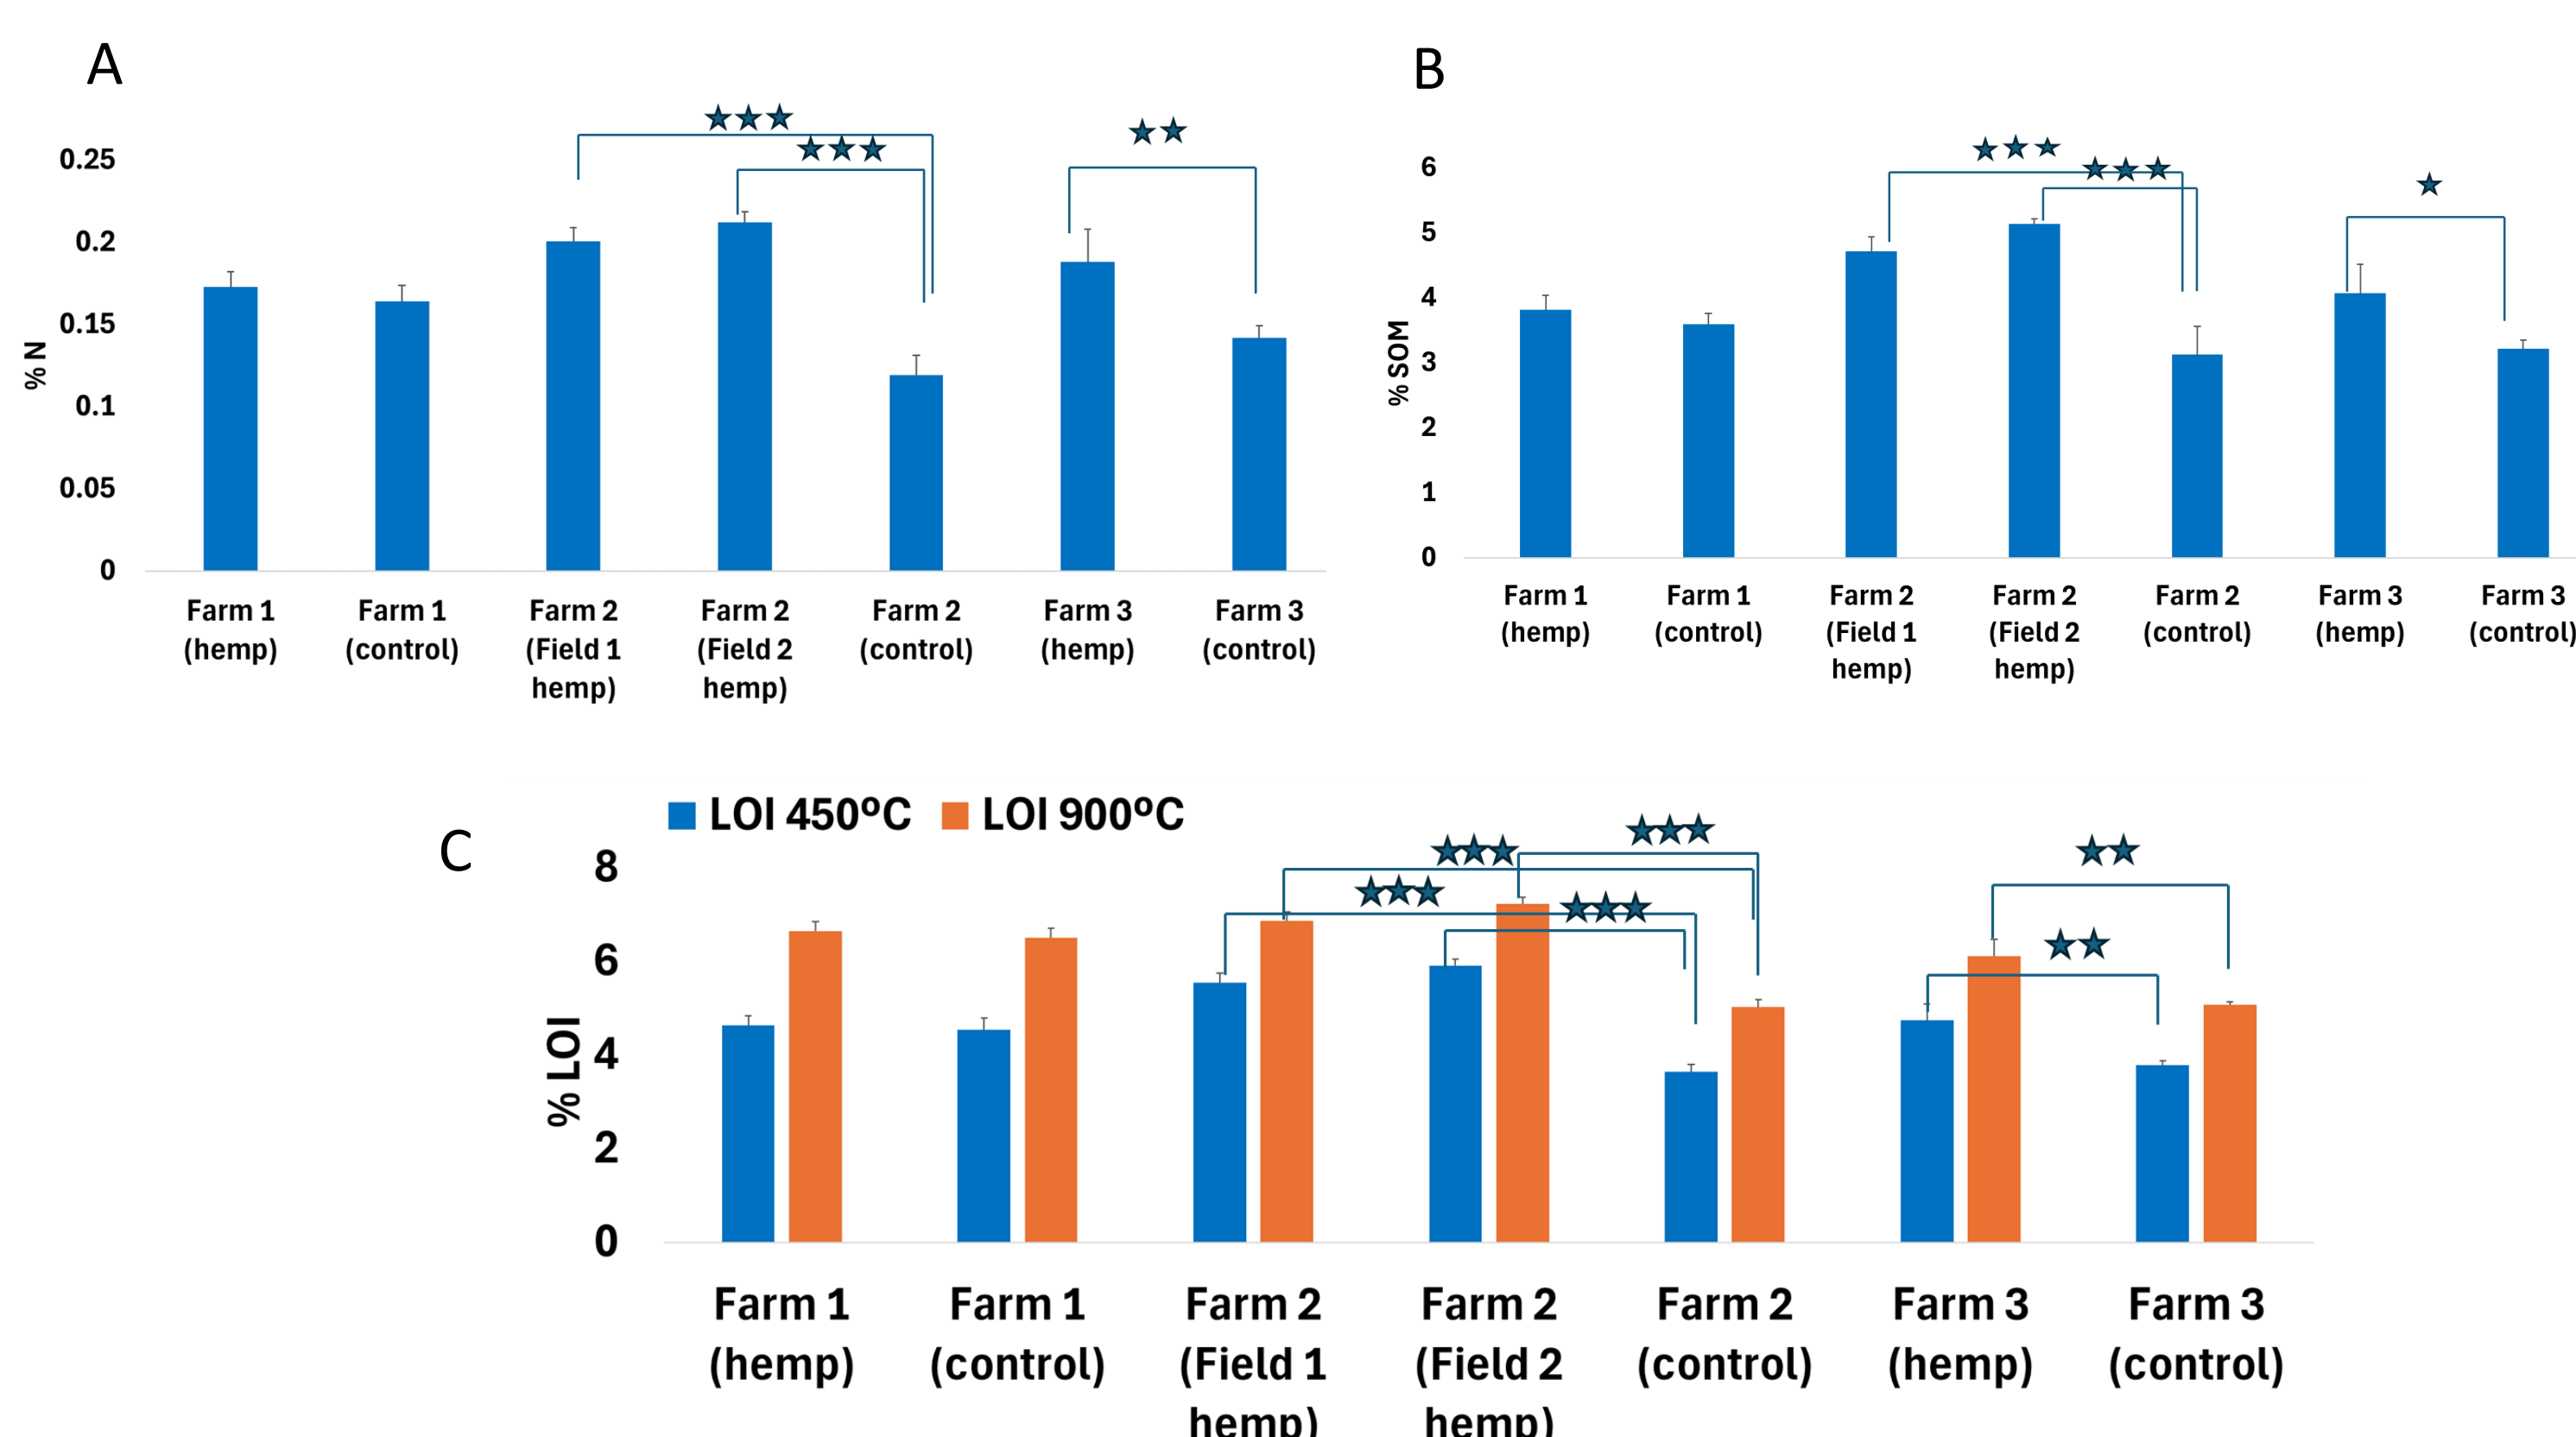 A
% N
0.25
0.2
0.15
0.1
0.05
0
Farm 1
(hemp)
Farm 1
(control)
Farm 2
(Field 1
hemp)
Farm 2
(Field 2
hemp)
Farm 2
(control)
Farm 3
(hemp)
Farm 3
(control)
B
% SOM
6
5
4
3
2
1
0
Farm 1
(hemp)
Farm 1
(control)
Farm 2
(Field 1
hemp)
Farm 2
(Field 2
hemp)
Farm 2
(control)
Farm 3
(hemp)
Farm 3
(control)
C
LOI 450ºC
LOI 900ºC
% LOI
8
6
4
2
0
Farm 1
(hemp)
Farm 1
(control)
Farm 2
(Field 1
hemp)
Farm 2
(Field 2
hemp)
Farm 2
(control)
Farm 3
(hemp)
Farm 3
(control)